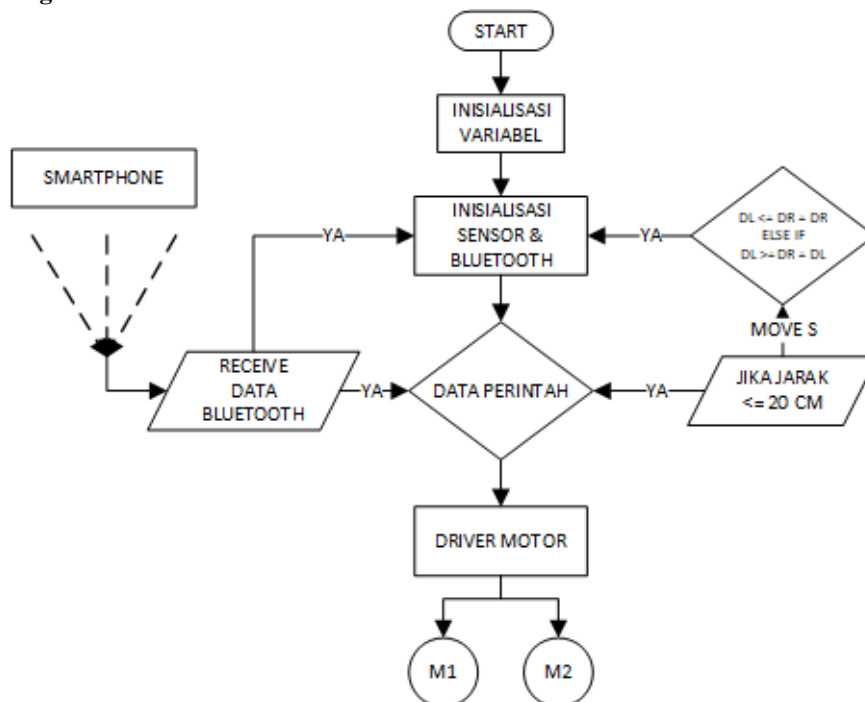 START
INISIALISASI
VARIABEL
SMARTPHONE
INISIALISASI
SENSOR &
BLUETOOTH
YA
YA
DL <= DR = DR
ELSE IF
DL >= DR = DL
MOVE S
RECEIVE
DATA
BLUETOOTH
YA
DATA PERINTAH
YA
JIKA JARAK
<= 20 CM
DRIVER MOTOR
M1
M2